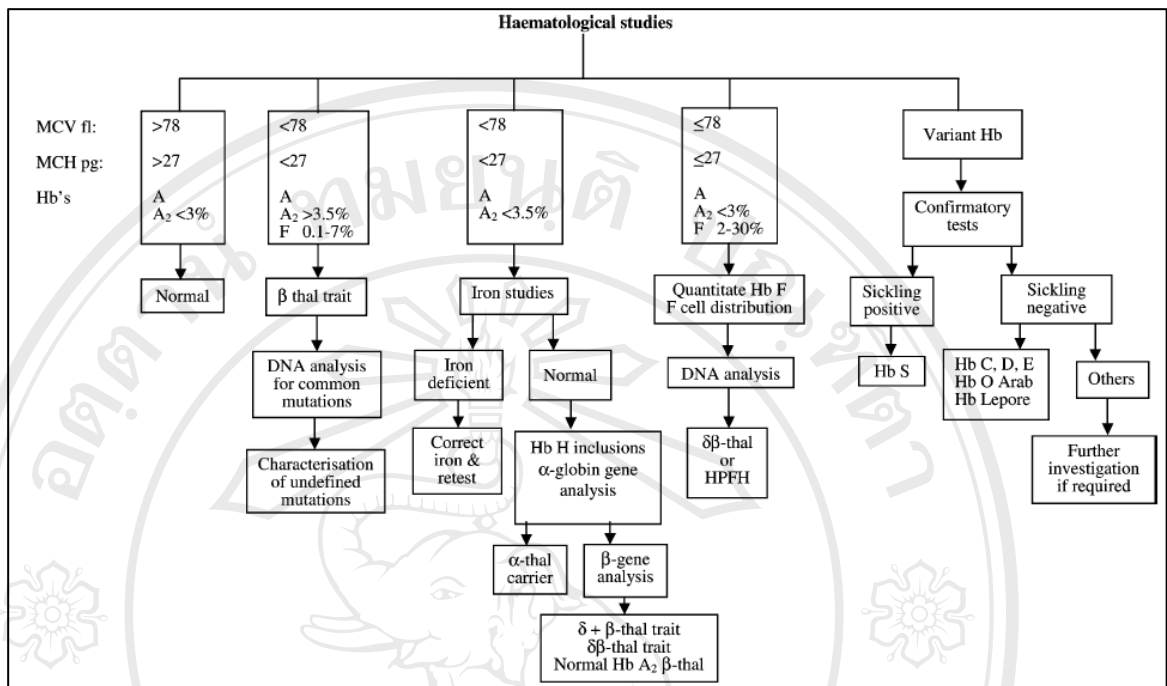 Haematological studies
MCV fl: >78 <78 <78 ≤78
MCH pg: >27 <27 <27 ≤27
Hb's
A
A₂ <3%
A
A₂ >3.5%
F 0.1-7%
A
A₂ <3.5%
A
A₂ <3%
F 2-30%
Variant Hb
Confirmatory
tests
Normal
β thal trait
Iron studies
Quantitate Hb F
F cell distribution
Sickling
positive
Sickling
negative
DNA analysis
for common
mutations
Iron
deficient
Normal
DNA analysis
Hb S
Hb C, D, E
Hb O Arab
Hb Lepore
Others
Characterisation
of undefined
mutations
Correct
iron &
retest
Hb H inclusions
α-globin gene
analysis
δβ-thal
or
HPFH
Further
investigation
if required
α-thal
carrier
β-gene
analysis
δ + β-thal trait
δβ-thal trait
Normal Hb A₂ β-thal